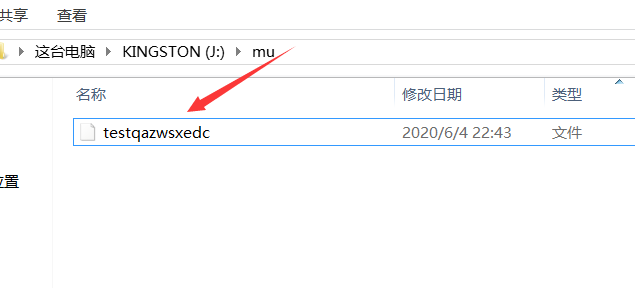 共享 查看
这台电脑 KINGSTON (J:) mu
名称 修改日期 类型
testqazwsxedc 2020/6/4 22:43 文件
位置